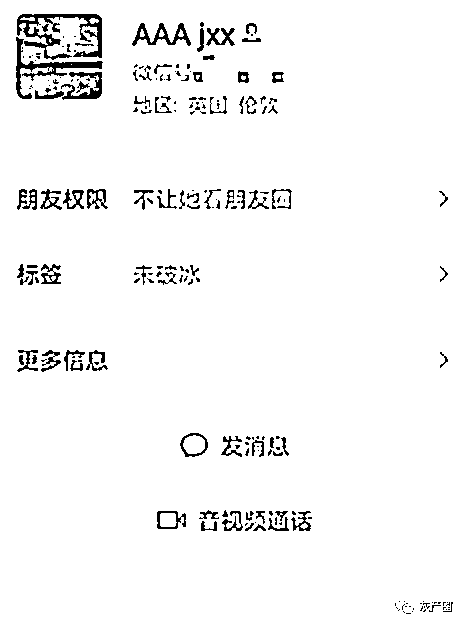 AAA jxx
微信号
地区: 英国 伦敦
朋友权限 不让她看朋友圈
标签 未破冰
更多信息
发消息
音视频通话
灰产圈